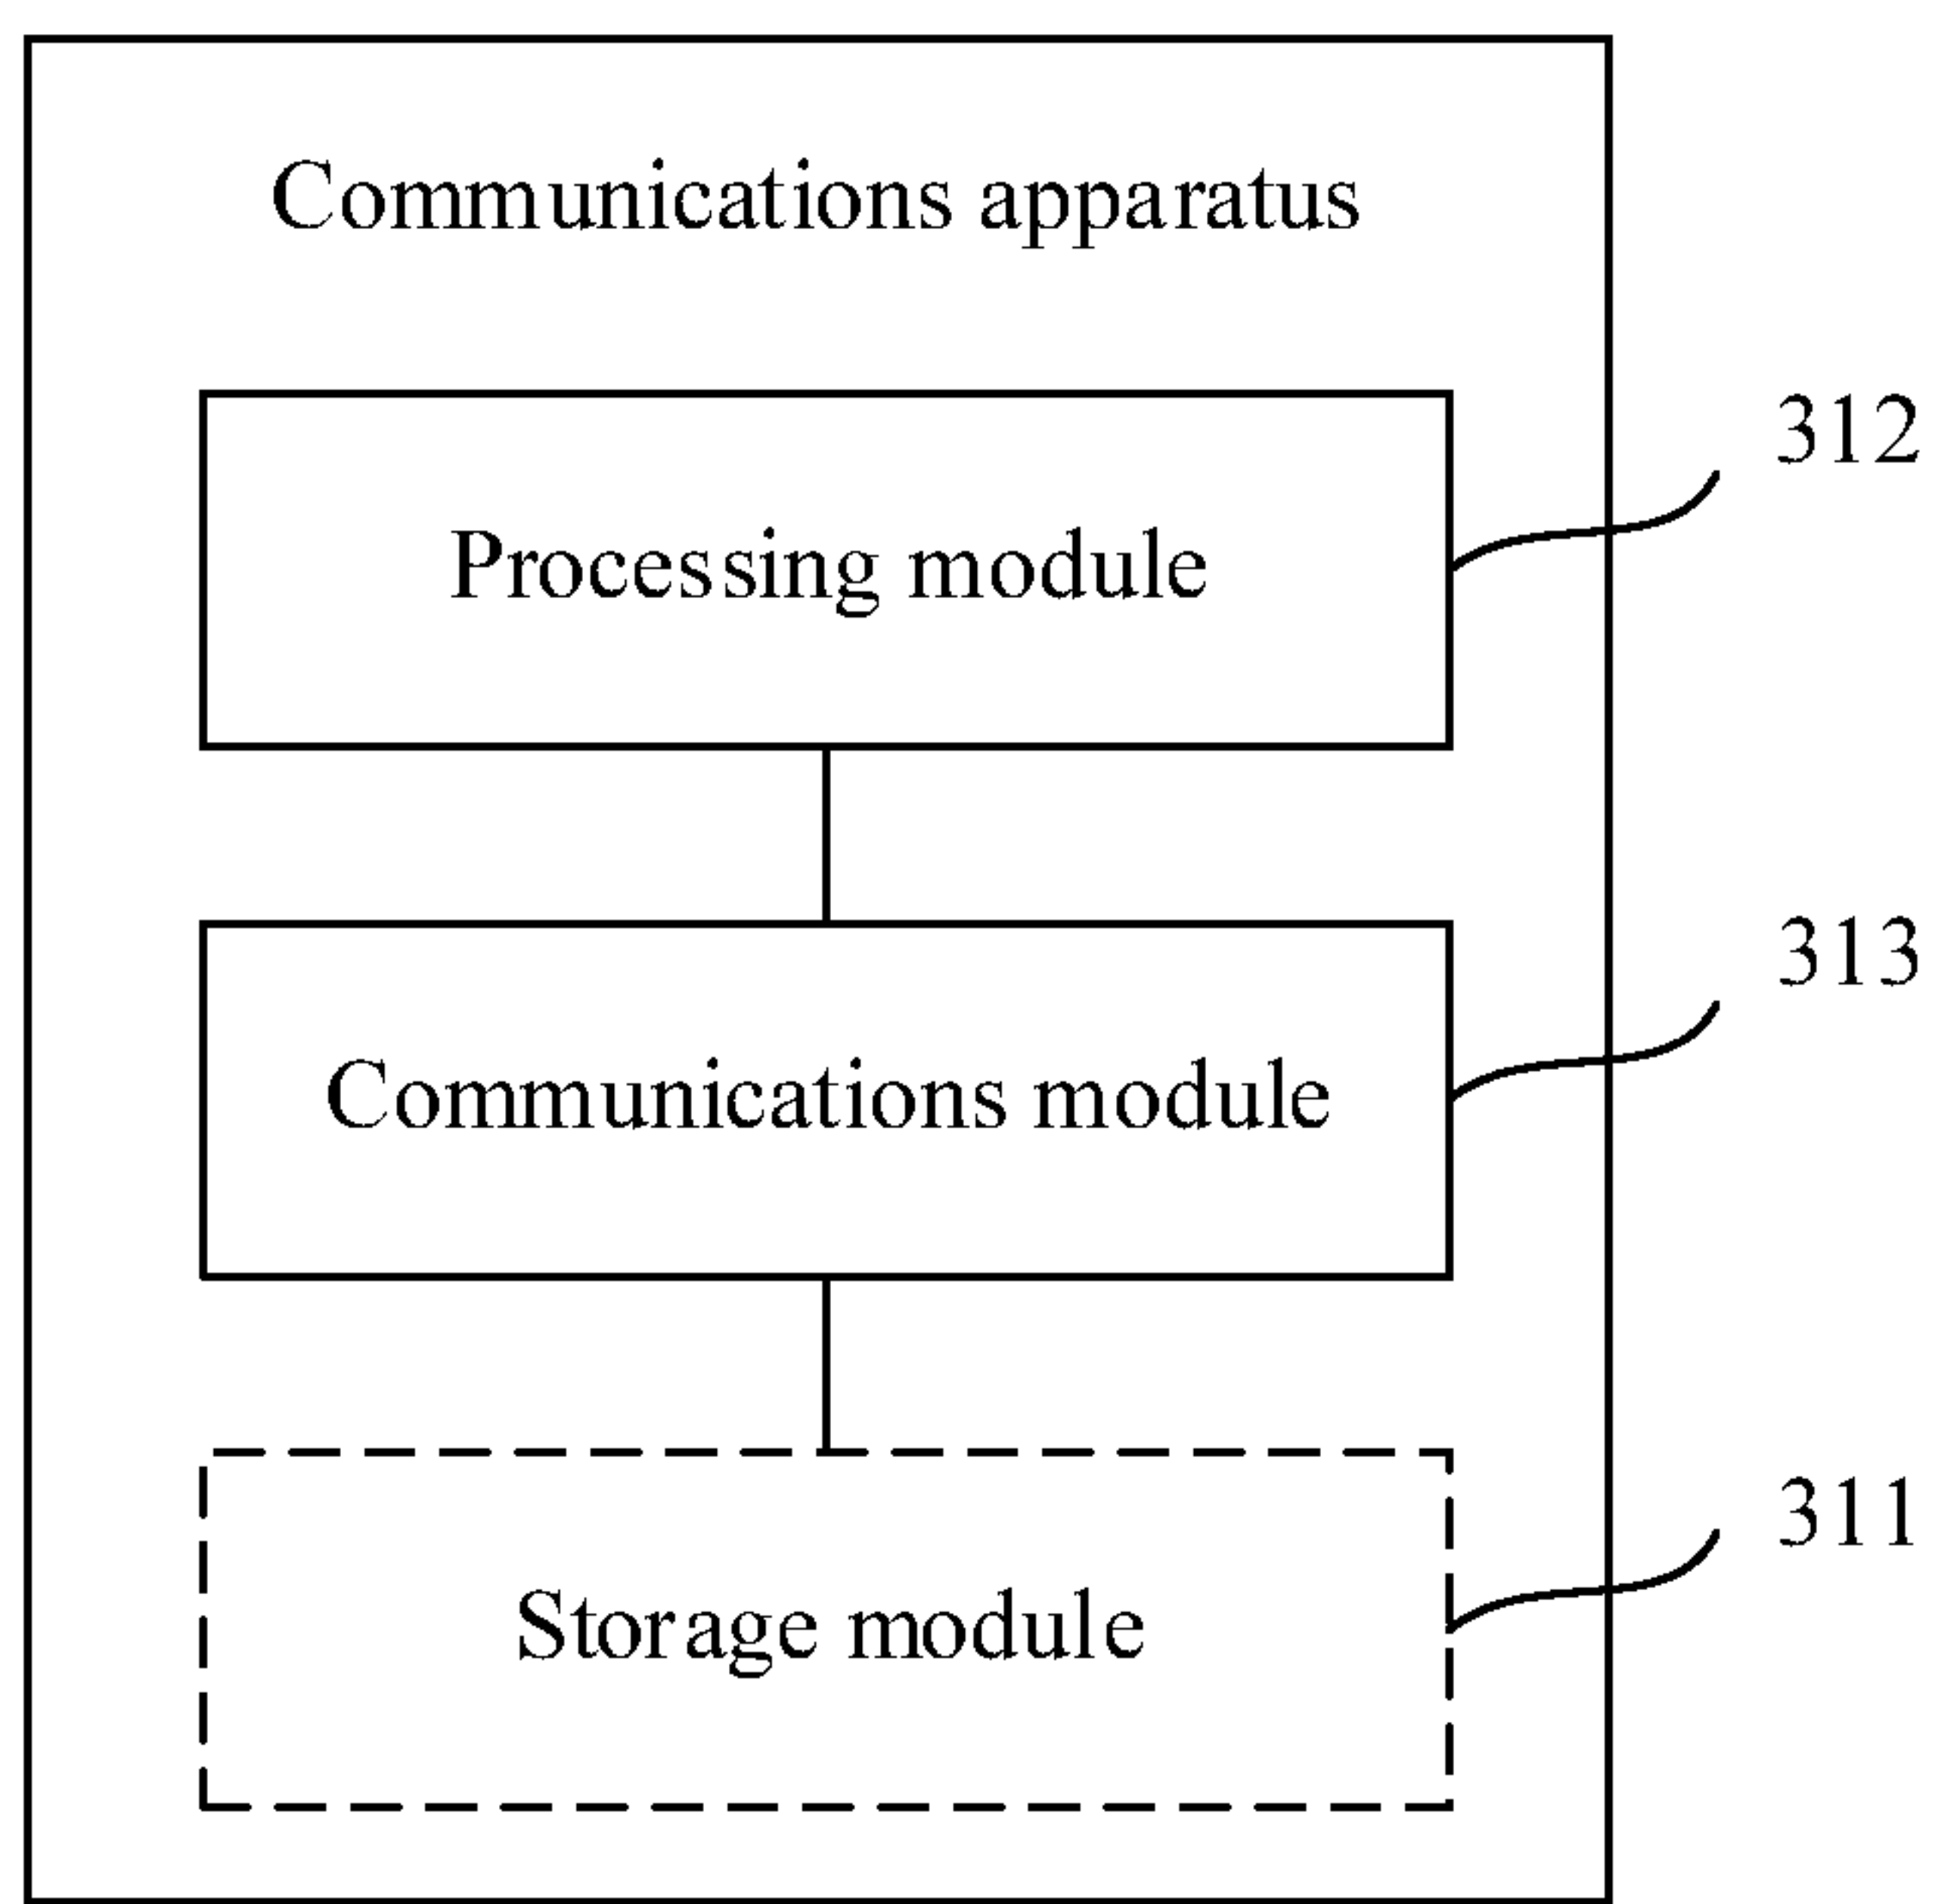 Communications apparatus
312
Processing module
313
Communications module
311
Storage module